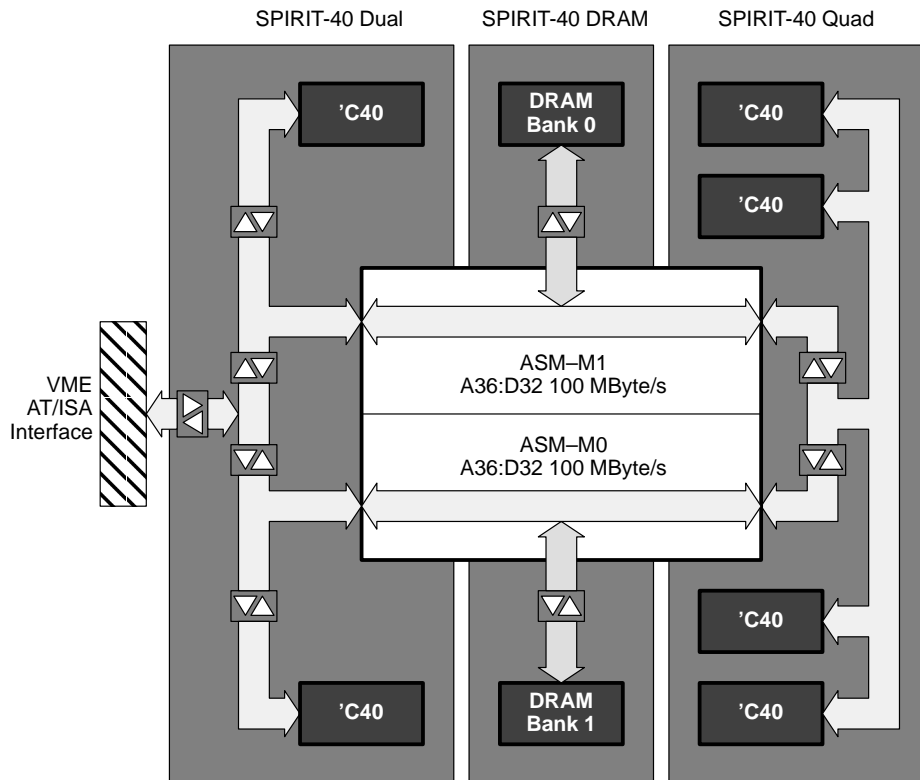 SPIRIT-40 Dual
SPIRIT-40 DRAM
SPIRIT-40 Quad
’C40
DRAM
Bank 0
’C40
’C40
VME
AT/ISA
Interface
ASM–M1
A36:D32 100 MByte/s
ASM–M0
A36:D32 100 MByte/s
’C40
’C40
DRAM
Bank 1
’C40